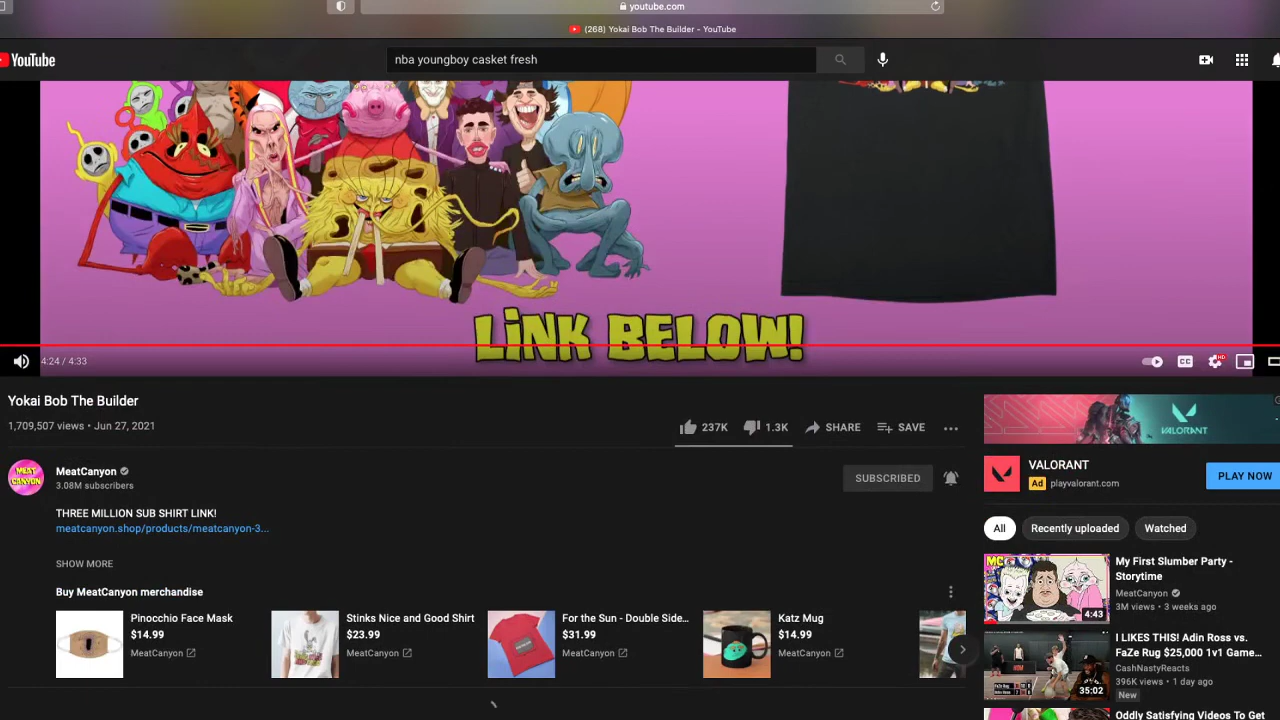 youtube.com
(268) Yokai Bob The Builder - YouTube
YouTube
nba youngboy casket fresh
LINK BELOW!
4:24 / 4:33
CC
HD
Yokai Bob The Builder
1,709,507 views • Jun 27, 2021
237K
1.3K
SHARE
SAVE
VALORANT
MEAT CANYON
MeatCanyon
3.08M subscribers
SUBSCRIBED
VALORANT
Ad playvalorant.com
PLAY NOW
THREE MILLION SUB SHIRT LINK!
meatcanyon.shop/products/meatcanyon-3...
All
Recently uploaded
Watched
SHOW MORE
Buy MeatCanyon merchandise
Pinocchio Face Mask
$14.99
MeatCanyon
Stinks Nice and Good Shirt
$23.99
MeatCanyon
For the Sun - Double Side...
$31.99
MeatCanyon
Katz Mug
$14.99
MeatCanyon
MC
4:43
My First Slumber Party -
Storytime
MeatCanyon
3M views • 3 weeks ago
35:02
I LIKES THIS! Adin Ross vs.
FaZe Rug $25,000 1v1 Game...
CashNastyReacts
396K views • 1 day ago
New
Oddly Satisfying Videos To Get